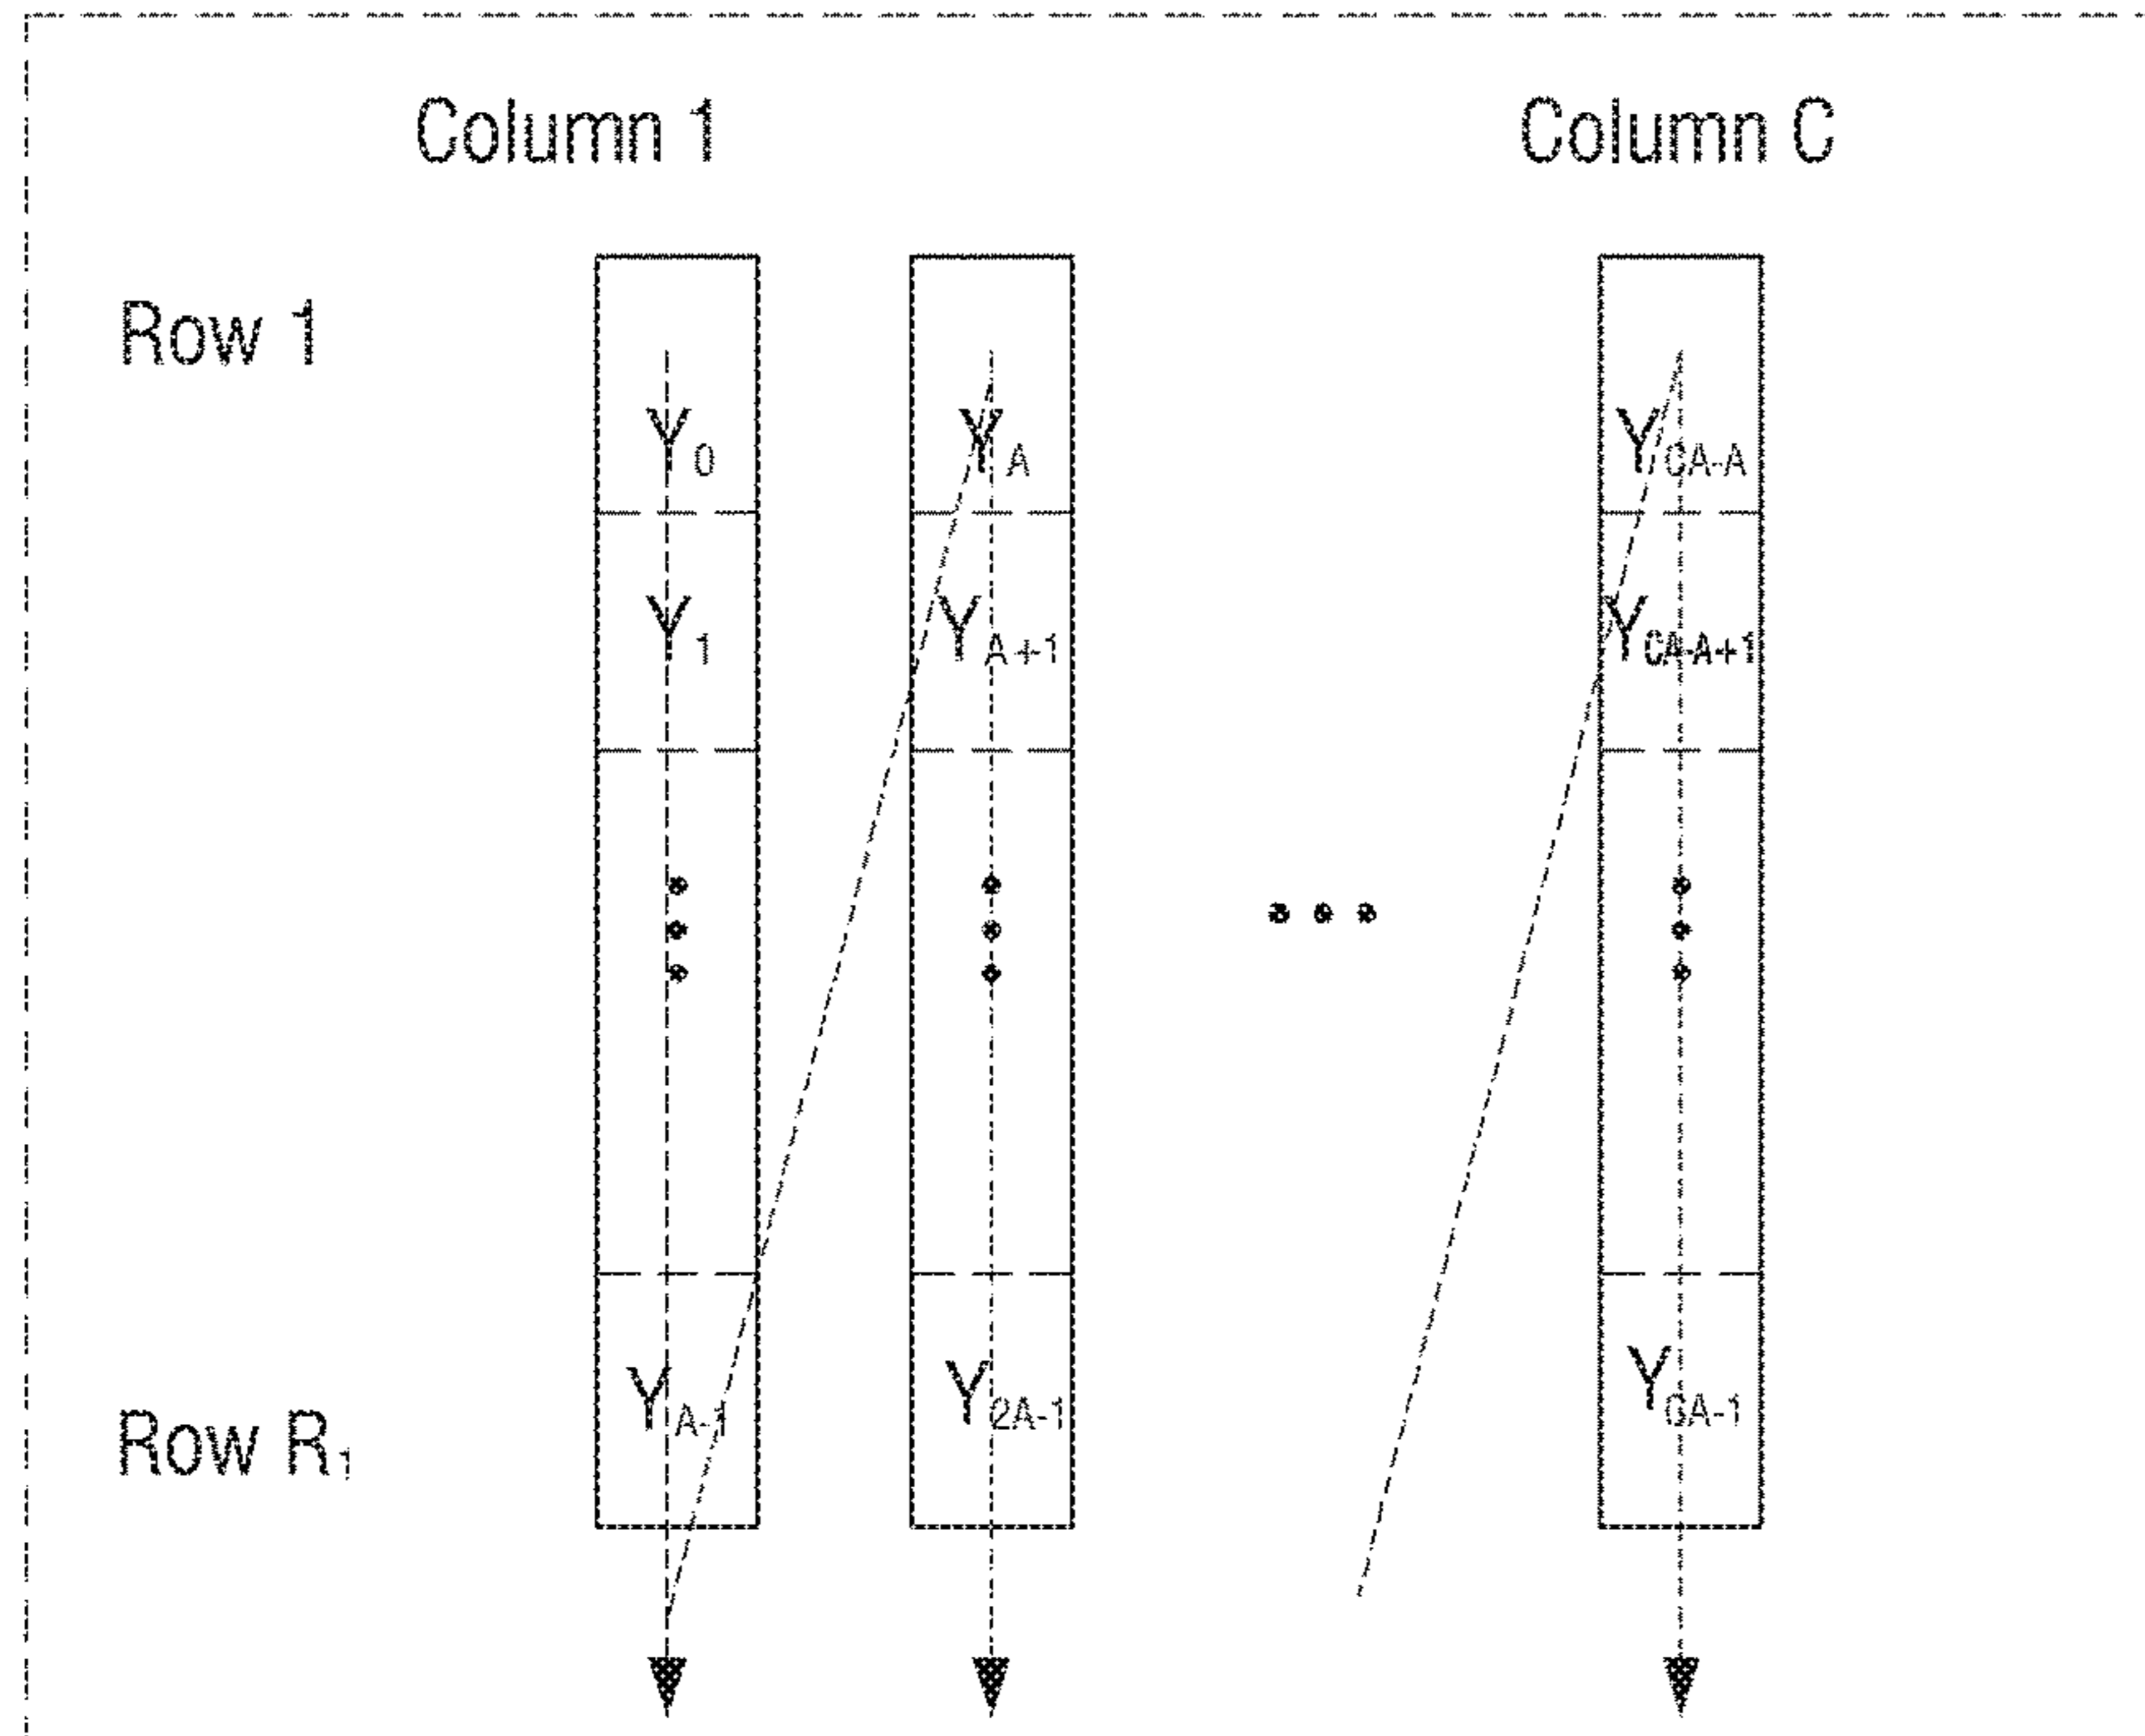 Column 1 Column C
Row 1
Y0 YA YCA-A
Y1 YA+1 YCA-A+1
Row R1 YA-1 Y2A-1 YCA-1